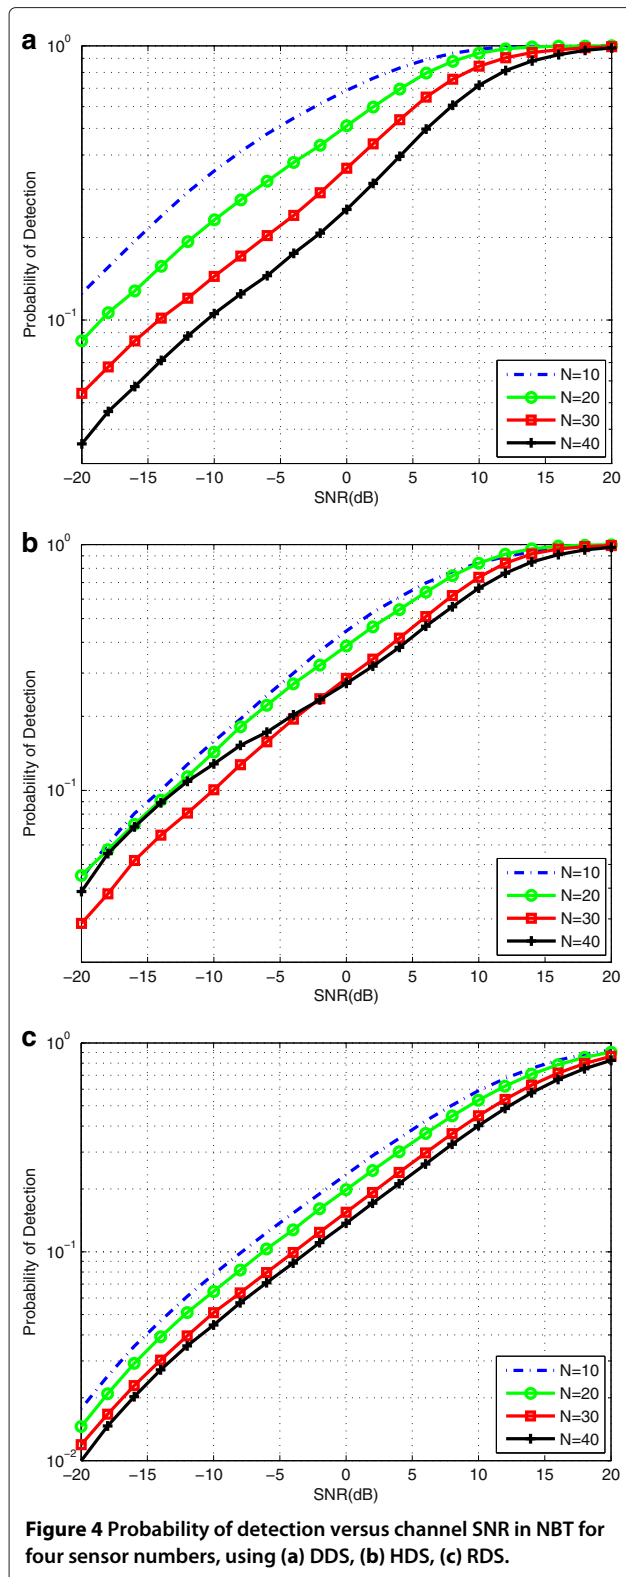 a
10^0
10^-1
Probability of Detection
−20 −15 −10 −5 0 5 10 15 20
SNR(dB)
N=10
N=20
N=30
N=40
b
10^0
10^-1
Probability of Detection
−20 −15 −10 −5 0 5 10 15 20
SNR(dB)
N=10
N=20
N=30
N=40
c
10^0
10^-1
10^-2
Probability of Detection
−20 −15 −10 −5 0 5 10 15 20
SNR(dB)
N=10
N=20
N=30
N=40
Figure 4 Probability of detection versus channel SNR in NBT for
four sensor numbers, using (a) DDS, (b) HDS, (c) RDS.